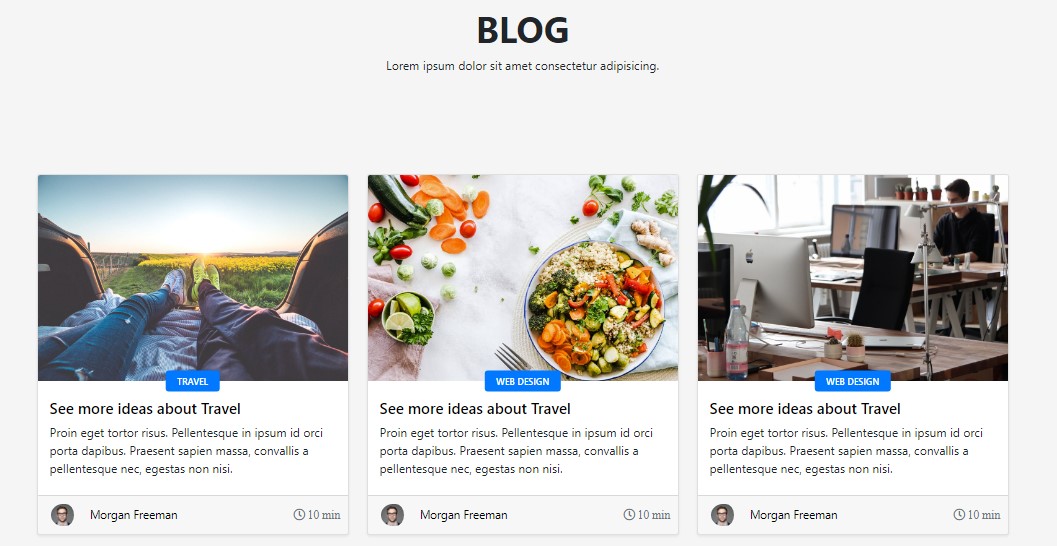 BLOG
Lorem ipsum dolor sit amet consectetur adipisicing.
TRAVEL
See more ideas about Travel
Proin eget tortor risus. Pellentesque in ipsum id orci
porta dapibus. Praesent sapien massa, convallis a
pellentesque nec, egestas non nisi.
Morgan Freeman
10 min
WEB DESIGN
See more ideas about Travel
Proin eget tortor risus. Pellentesque in ipsum id orci
porta dapibus. Praesent sapien massa, convallis a
pellentesque nec, egestas non nisi.
Morgan Freeman
10 min
WEB DESIGN
See more ideas about Travel
Proin eget tortor risus. Pellentesque in ipsum id orci
porta dapibus. Praesent sapien massa, convallis a
pellentesque nec, egestas non nisi.
Morgan Freeman
10 min